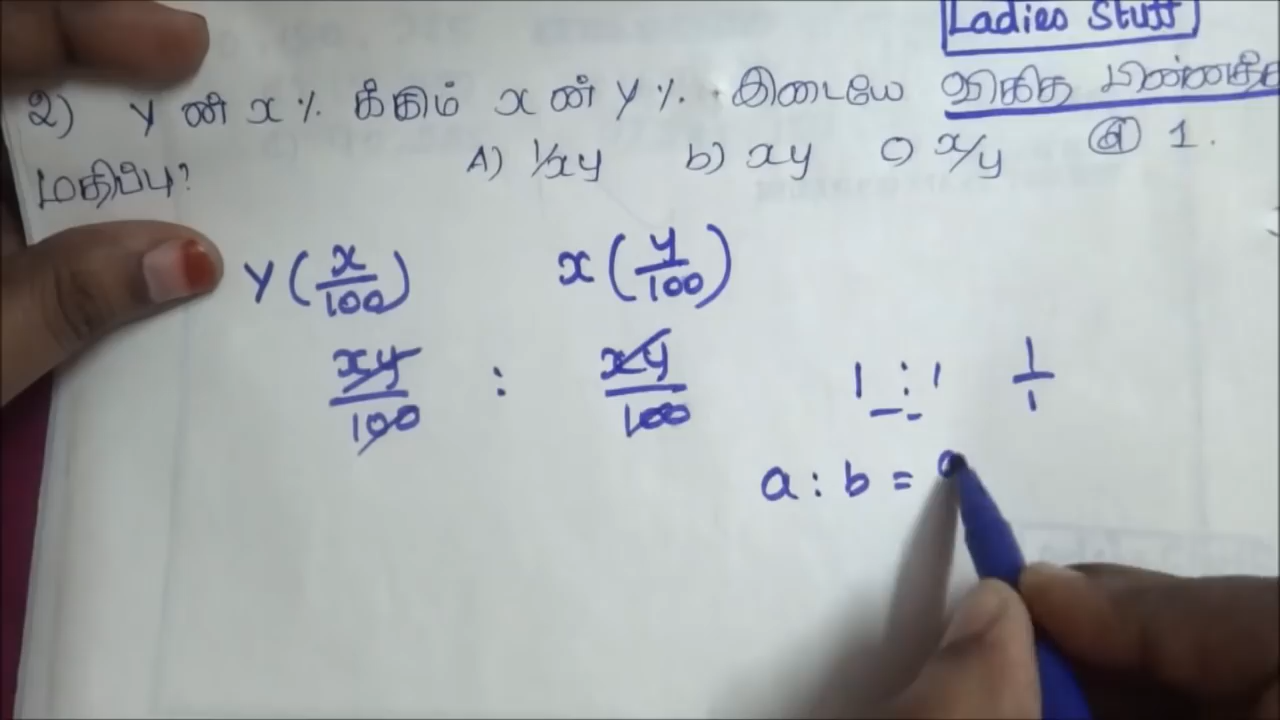 Ladies Stuff
2) y ன் x % க்கும் x ன் y % இடையே விகித பின்னத்தி
மதிப்பு?
A) 1/xy b) xy c) x/y d) 1.
y(x/100) x(y/100)
xy/100 : xy/100 1 : 1 1/1
a : b =